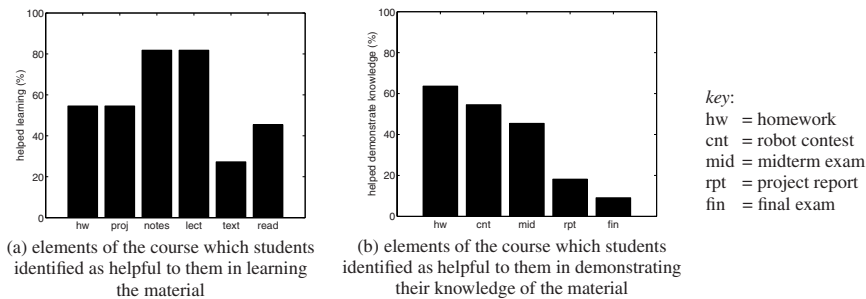 100
80
60
40
20
0
helped learning (%)
hw proj notes lect text read
(a) elements of the course which students
identified as helpful to them in learning
the material
100
80
60
40
20
0
helped demonstrate knowledge (%)
hw cnt mid rpt fin
(b) elements of the course which students
identified as helpful to them in demonstrating
their knowledge of the material
key:
hw = homework
cnt = robot contest
mid = midterm exam
rpt = project report
fin = final exam